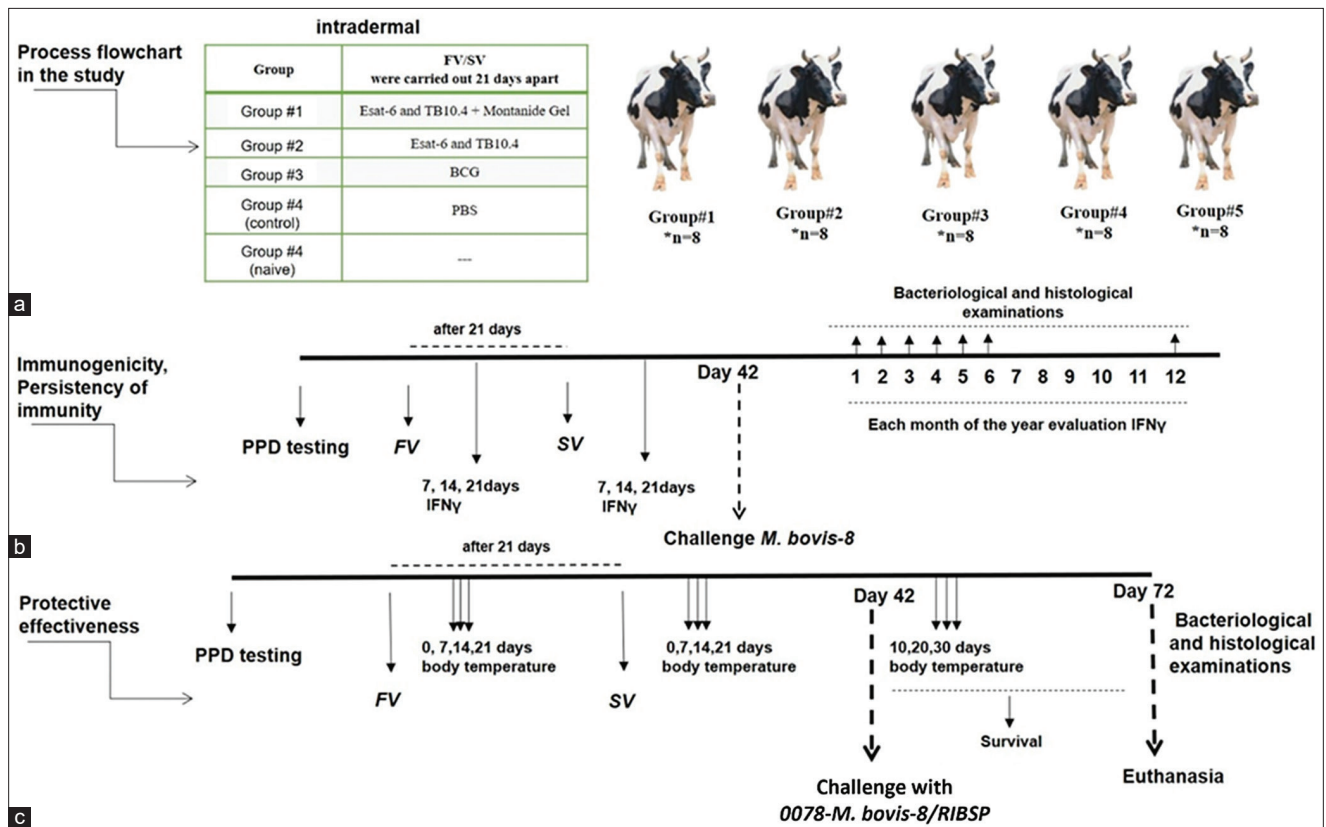 Process flowchart
in the study
intradermal
Group
FV/SV
were carried out 21 days apart
Group #1
Esat-6 and TB10.4 + Montanide Gel
Group #2
Esat-6 and TB10.4
Group #3
BCG
Group #4
(control)
PBS
Group #4
(naive)
---
Group#1
*n=8
Group#2
*n=8
Group#3
*n=8
Group#4
*n=8
Group#5
*n=8
a
Immunogenicity,
Persistency of
immunity
after 21 days
PPD testing
FV
7, 14, 21days
IFNγ
SV
7, 14, 21days
IFNγ
Day 42
Challenge M. bovis-8
Bacteriological and histological
examinations
1 2 3 4 5 6 7 8 9 10 11 12
Each month of the year evaluation IFNγ
b
Protective
effectiveness
after 21 days
PPD testing
FV
0, 7,14,21 days
body temperature
SV
0,7,14,21 days
body temperature
Day 42
Challenge with
0078-M. bovis-8/RIBSP
10,20,30 days
body temperature
Survival
Day 72
Euthanasia
Bacteriological
and histological
examinations
c